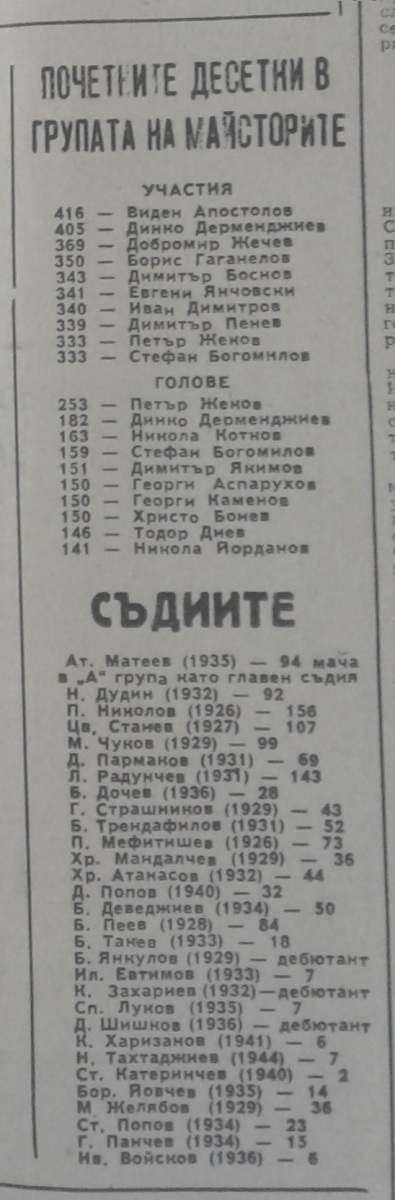 ПОЧЕТНИТЕ ДЕСЕТКИ В
ГРУПАТА НА МАЙСТОРИТЕ
УЧАСТИЯ
416 — Виден Апостолов
405 — Динко Дерменджиев
369 — Добромир Жечев
350 — Борис Гаганелов
343 — Димитър Боснов
341 — Евгени Янчовски
340 — Иван Димитров
339 — Димитър Пенев
333 — Петър Жеков
333 — Стефан Богомилов
ГОЛОВЕ
253 — Петър Жеков
182 — Динко Дерменджиев
163 — Никола Котков
159 — Стефан Богомилов
151 — Димитър Якимов
150 — Георги Аспарухов
150 — Георги Каменов
150 — Христо Бонев
146 — Тодор Диев
141 — Никола Йорданов
СЪДИИТЕ
Ат. Матеев (1935) — 94 мача
в „А“ група като главен съдия
Н. Дудин (1932) — 92
П. Николов (1926) — 156
Цв. Станев (1927) — 107
М. Чуков (1929) — 99
Д. Пармаков (1931) — 69
Л. Радунчев (1931) — 143
Б. Дочев (1936) — 28
Г. Страшников (1929) — 43
Б. Трендафилов (1931) — 52
П. Мефитишев (1926) — 73
Хр. Мандалчев (1929) — 36
Хр. Атанасов (1932) — 44
Д. Попов (1940) — 32
Б. Деведжиев (1934) — 50
Б. Пеев (1928) — 84
Б. Танев (1933) — 18
Б. Янкулов (1929) — дебютант
Ил. Евтимов (1933) — 7
К. Захариев (1932) — дебютант
Сп. Луков (1935) — 7
Д. Шишков (1936) — дебютант
К. Харизанов (1941) — 6
Н. Тахтаджиев (1944) — 7
Ст. Катеринчев (1940) — 2
Бор. Йовчев (1935) — 14
М. Желябов (1929) — 36
Ст. Попов (1934) — 23
Г. Панчев (1934) — 15
Ив. Войсков (1936) — 6